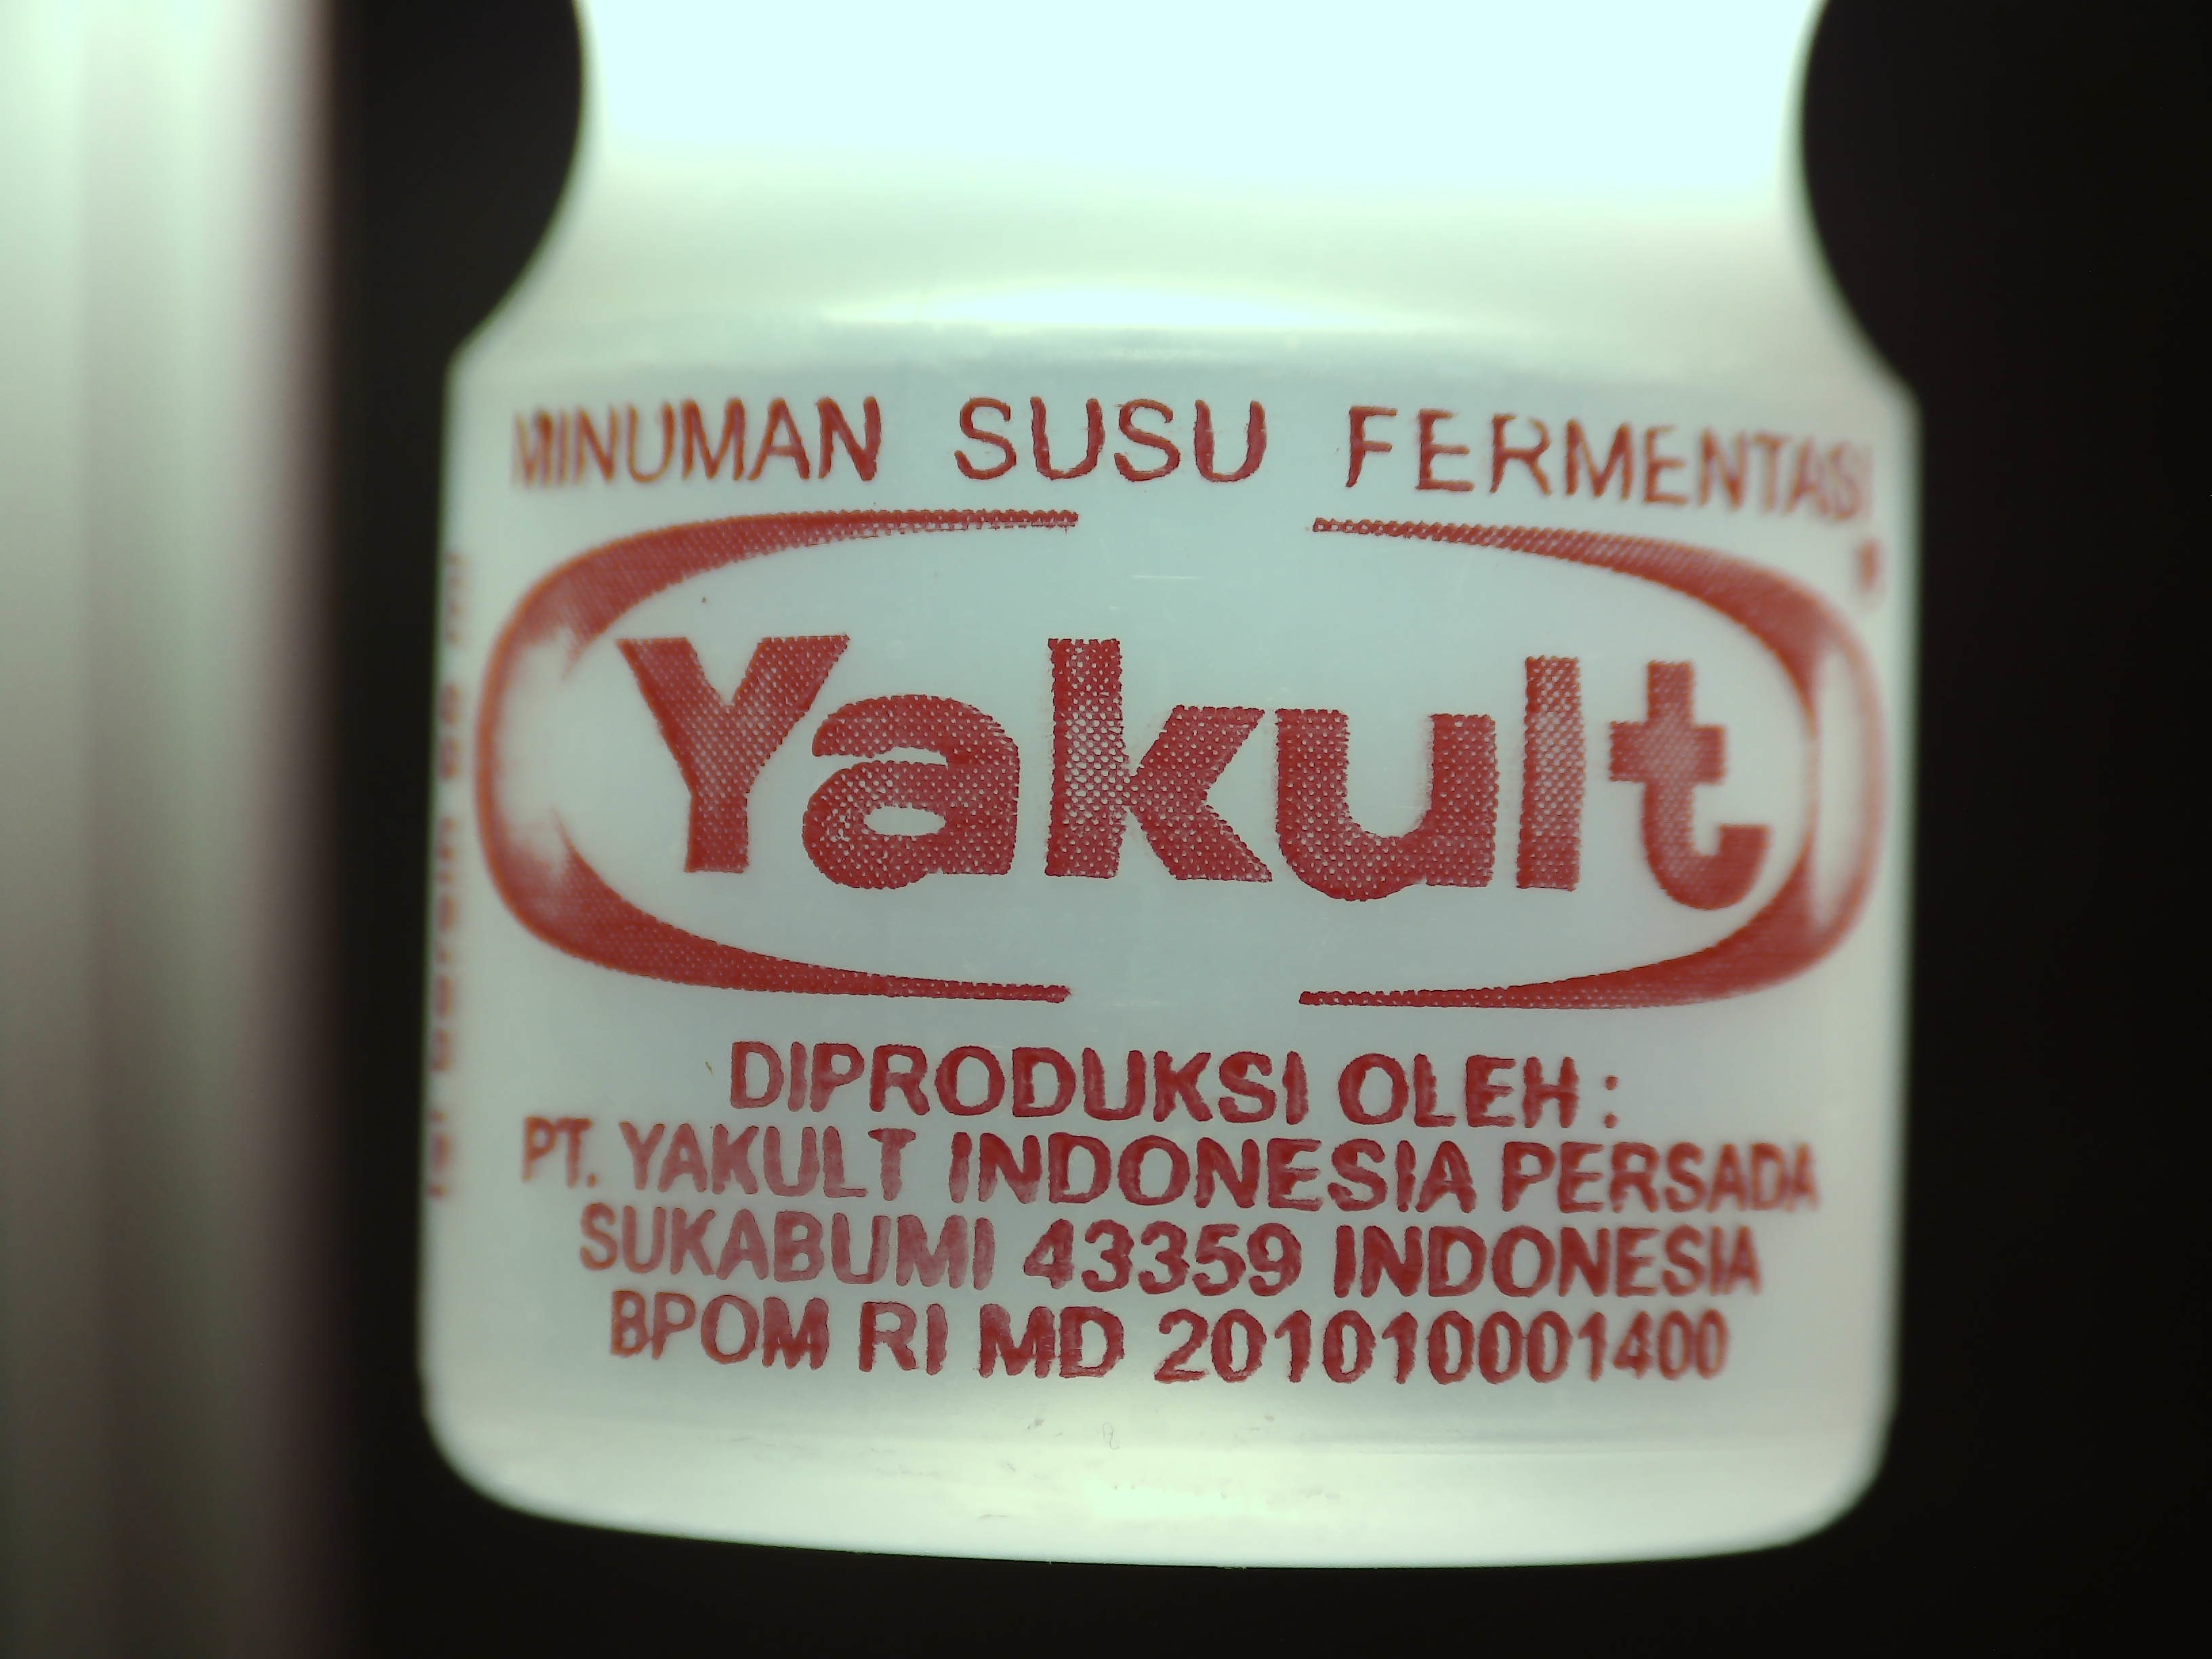 MINUMAN SUSU FERMENTASI
Yakult
DIPRODUKSI OLEH :
PT. YAKULT INDONESIA PERSADA
SUKABUMI 43359 INDONESIA
BPOM RI MD 201010001400